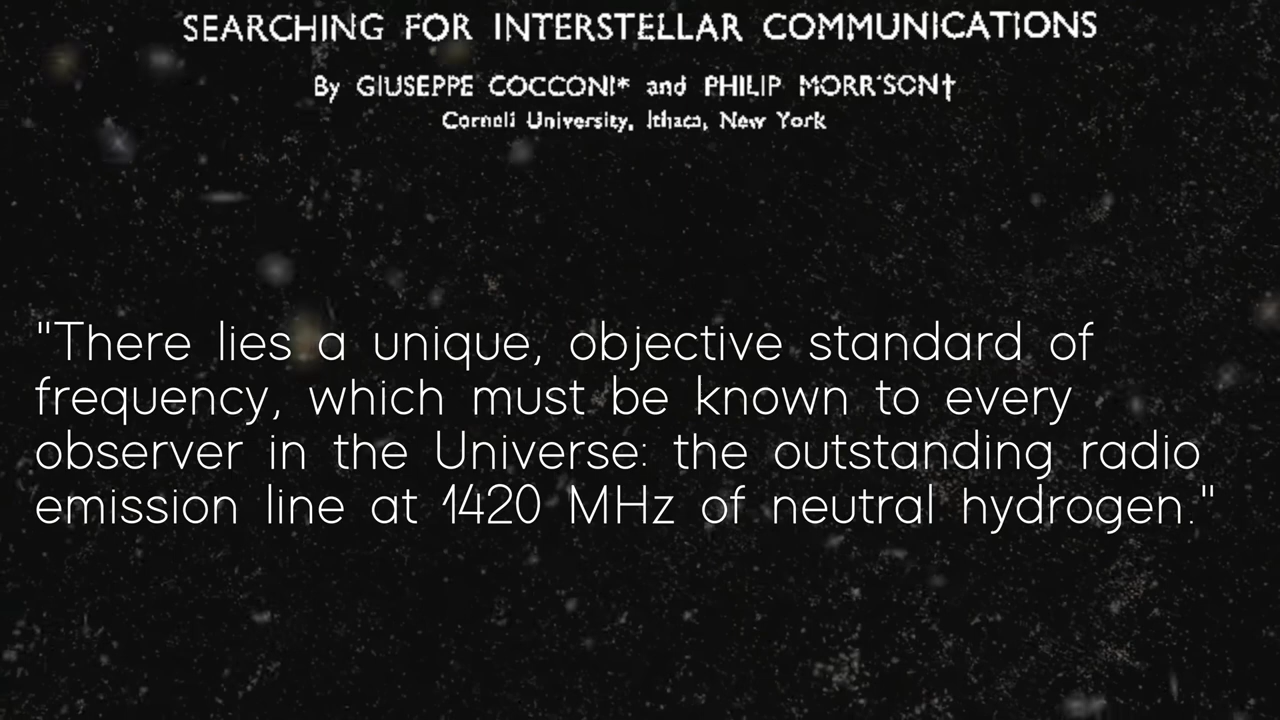 SEARCHING FOR INTERSTELLAR COMMUNICATIONS
By GIUSEPPE COCCONI* and PHILIP MORRISON†
Cornell University, Ithaca, New York
"There lies a unique, objective standard of
frequency, which must be known to every
observer in the Universe: the outstanding radio
emission line at 1420 MHz of neutral hydrogen."